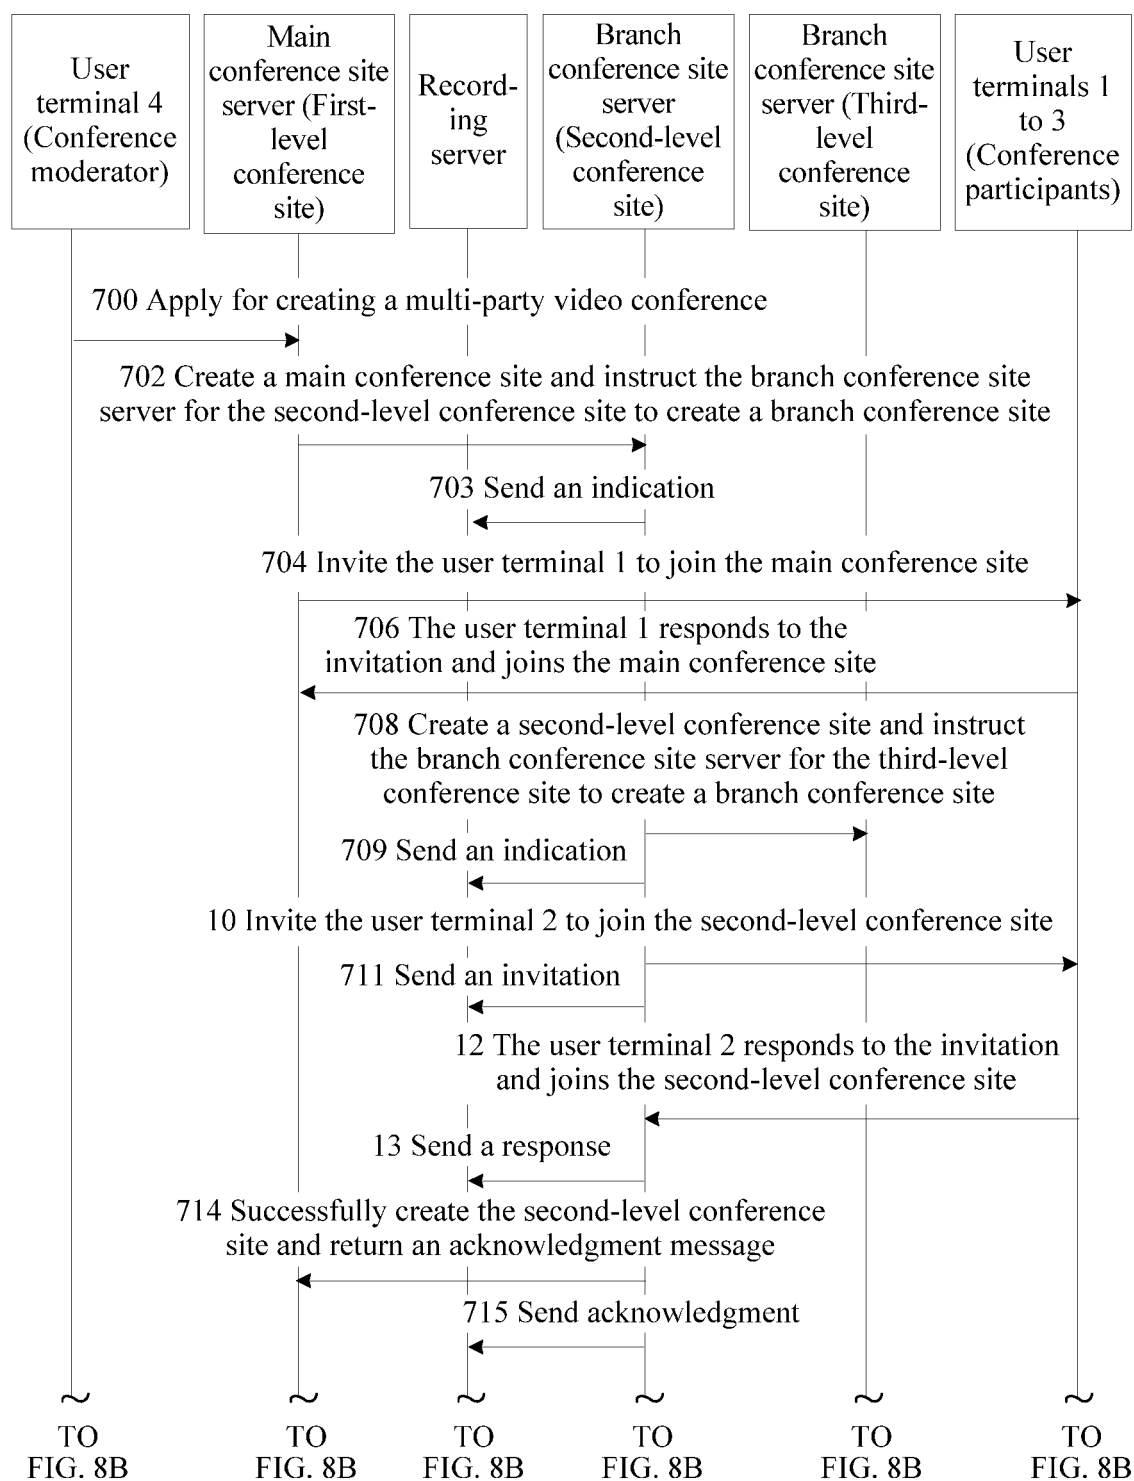 User
terminal 4
(Conference
moderator)
Main
conference site
server (First-
level
conference
site)
Record-
ing
server
Branch
conference site
server
(Second-level
conference
site)
Branch
conference site
server (Third-
level
conference
site)
User
terminals 1
to 3
(Conference
participants)
700 Apply for creating a multi-party video conference
702 Create a main conference site and instruct the branch conference site
server for the second-level conference site to create a branch conference site
703 Send an indication
704 Invite the user terminal 1 to join the main conference site
706 The user terminal 1 responds to the
invitation and joins the main conference site
708 Create a second-level conference site and instruct
the branch conference site server for the third-level
conference site to create a branch conference site
709 Send an indication
10 Invite the user terminal 2 to join the second-level conference site
711 Send an invitation
12 The user terminal 2 responds to the invitation
and joins the second-level conference site
13 Send a response
714 Successfully create the second-level conference
site and return an acknowledgment message
715 Send acknowledgment
TO
FIG. 8B
TO
FIG. 8B
TO
FIG. 8B
TO
FIG. 8B
TO
FIG. 8B
TO
FIG. 8B